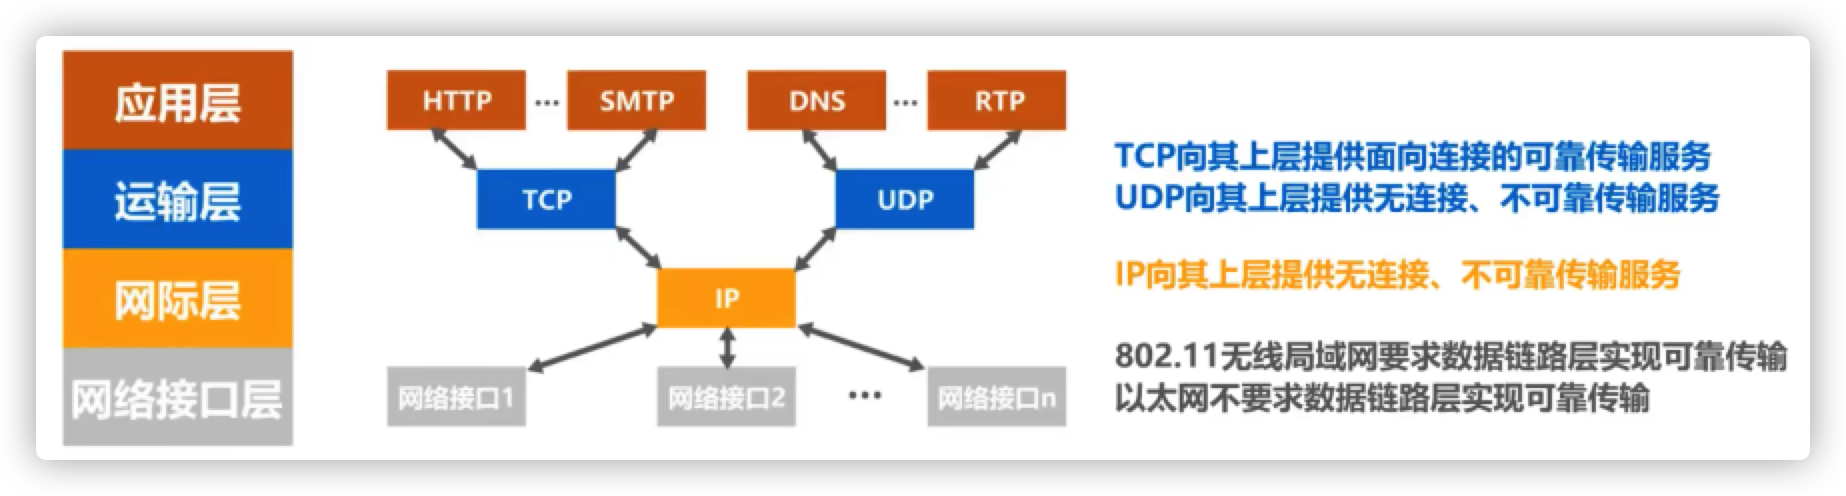 应用层
运输层
网际层
网络接口层
HTTP ... SMTP DNS ... RTP
TCP UDP
IP
网络接口1 网络接口2 ... 网络接口n
TCP向其上层提供面向连接的可靠传输服务
UDP向其上层提供无连接、不可靠传输服务
IP向其上层提供无连接、不可靠传输服务
802.11无线局域网要求数据链路层实现可靠传输
以太网不要求数据链路层实现可靠传输